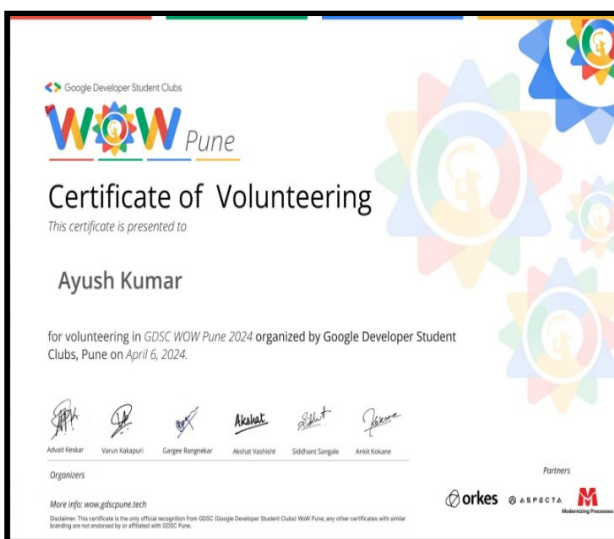 Google Developer Student Clubs
WOW Pune
Certificate of Volunteering
This certificate is presented to
Ayush Kumar
for volunteering in GDSC WOW Pune 2024 organized by Google Developer Student
Clubs, Pune on April 6, 2024.
Akshat
Advait Keskar Varun Kakapuri Gargee Rangnekar Akshat Vashisht Siddhant Sangale Ankit Kokane
Organizers
Partners
orkes ASPECTA M
Modernizing Processes
More info: wow.gdscpune.tech
Disclaimer: This certificate is the only official recognition from GDSC (Google Developer Student Clubs) WoW Pune; any other certificates with similar
branding are not endorsed by or affiliated with GDSC Pune.